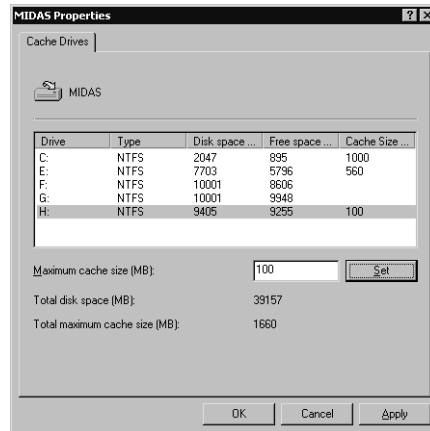 MIDAS Properties
Cache Drives
MIDAS
Drive Type Disk space ... Free space ... Cache Size ...
C: NTFS 2047 895 1000
E: NTFS 7703 5796 560
F: NTFS 10001 8606
G: NTFS 10001 9948
H: NTFS 9405 9255 100
Maximum cache size (MB): 100 Set
Total disk space (MB): 39157
Total maximum cache size (MB): 1660
OK Cancel Apply